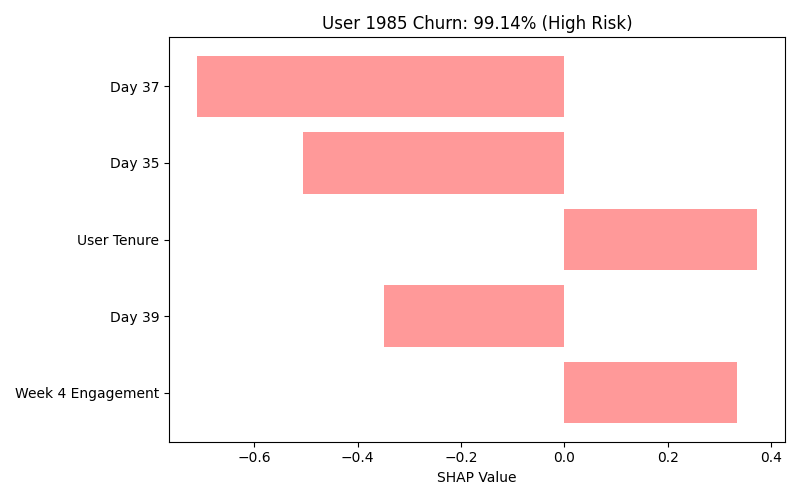 User 1985 Churn: 99.14% (High Risk)
Day 37
Day 35
User Tenure
Day 39
Week 4 Engagement
−0.6 −0.4 −0.2 0.0 0.2 0.4
SHAP Value